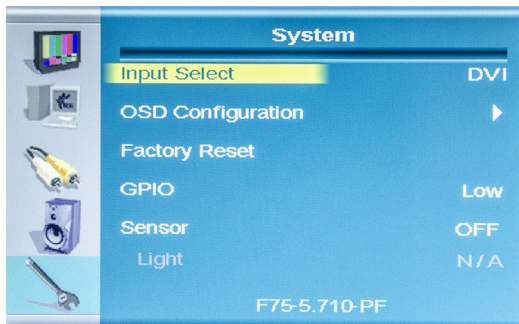 System
Input Select DVI
OSD Configuration
Factory Reset
GPIO Low
Sensor OFF
Light N/A
F75-5.710-PF